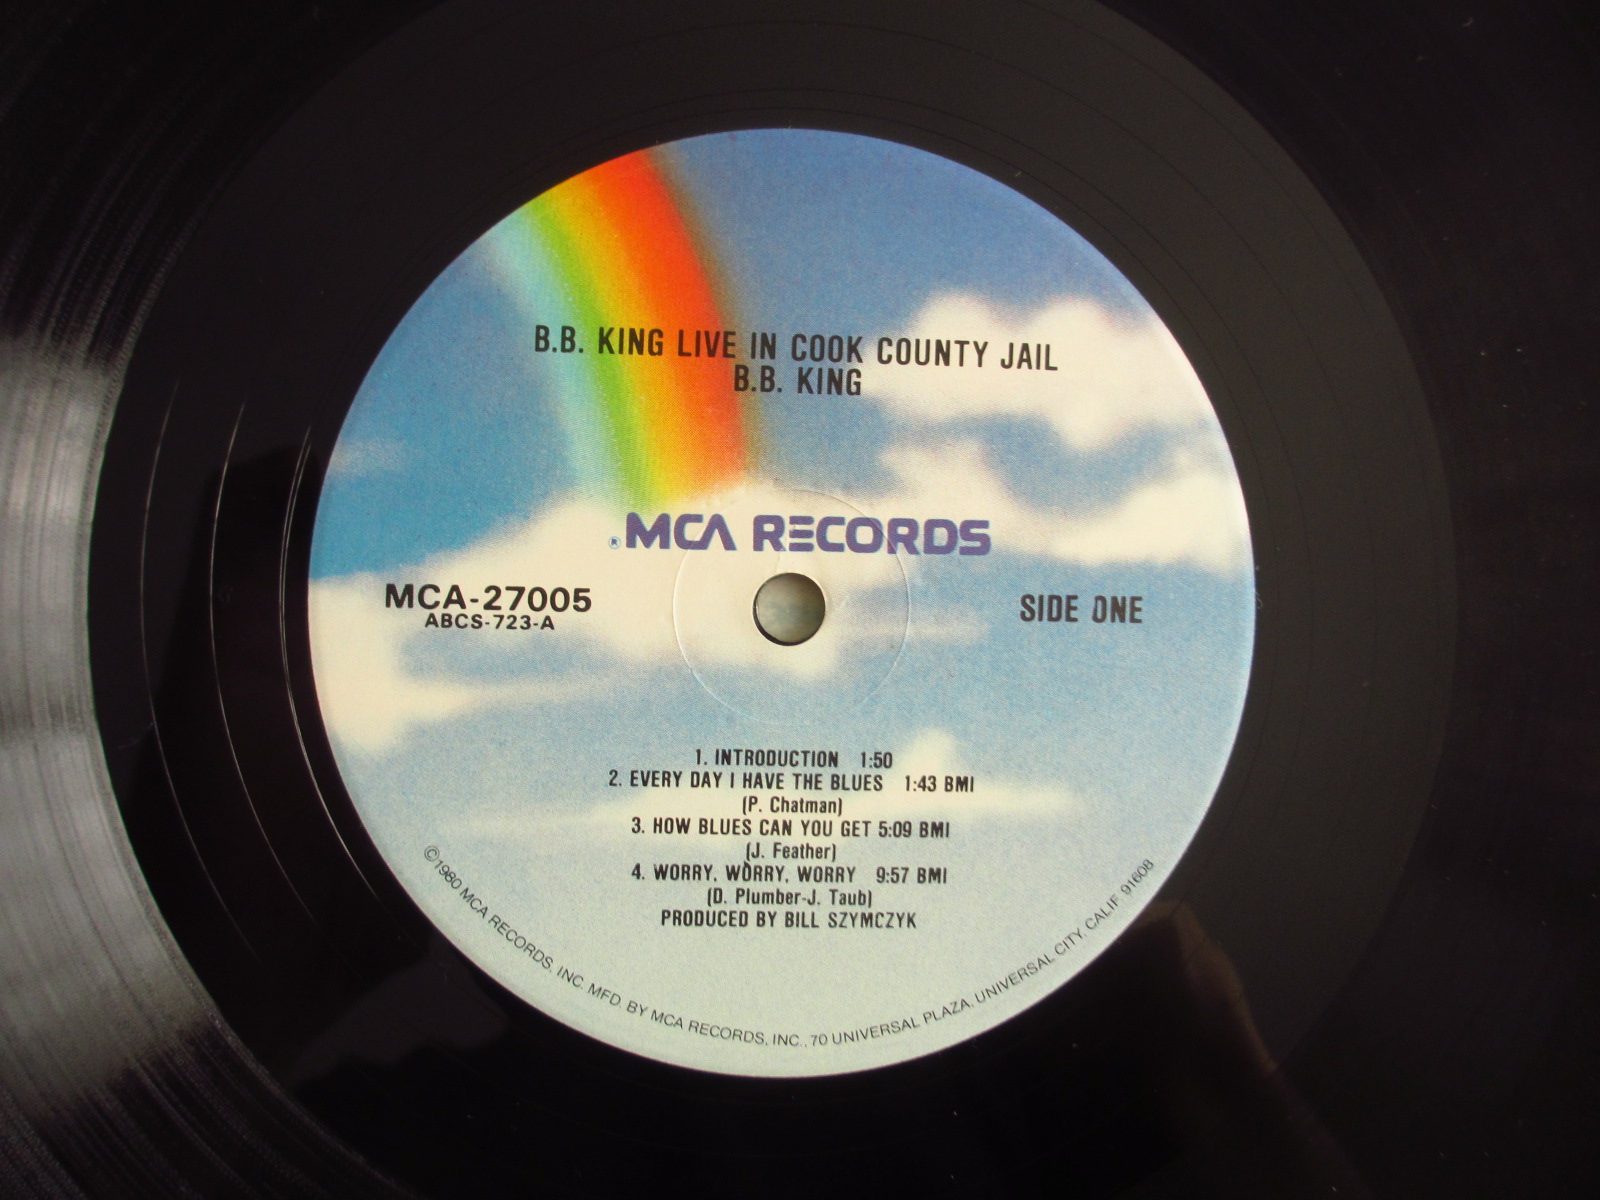 B.B. KING LIVE IN COOK COUNTY JAIL
B.B. KING
® MCA RECORDS
MCA-27005
ABCS-723-A
SIDE ONE
1. INTRODUCTION 1:50
2. EVERY DAY I HAVE THE BLUES 1:43 BMI
(P. Chatman)
3. HOW BLUES CAN YOU GET 5:09 BMI
(J. Feather)
4. WORRY, WORRY, WORRY 9:57 BMI
(D. Plumber-J. Taub)
PRODUCED BY BILL SZYMCZYK
©1980 MCA RECORDS, INC. MFD. BY MCA RECORDS, INC., 70 UNIVERSAL PLAZA, UNIVERSAL CITY, CALIF. 91608